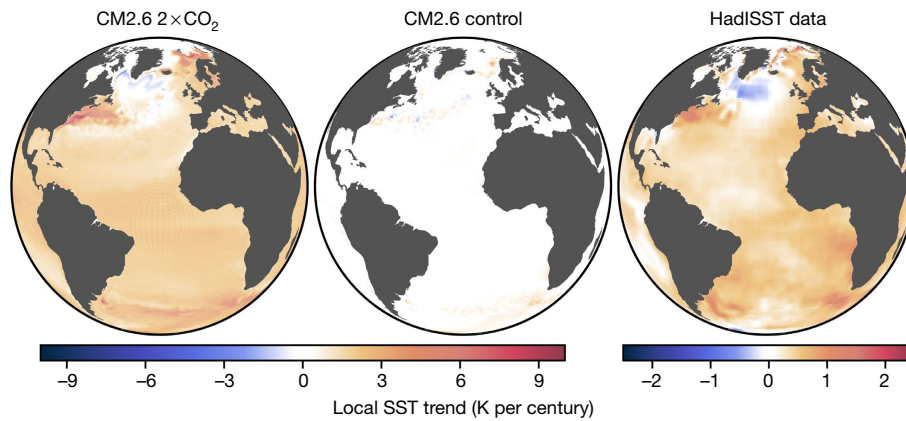 CM2.6 2×CO₂ CM2.6 control HadISST data
−9 −6 −3 0 3 6 9 −2 −1 0 1 2
Local SST trend (K per century)